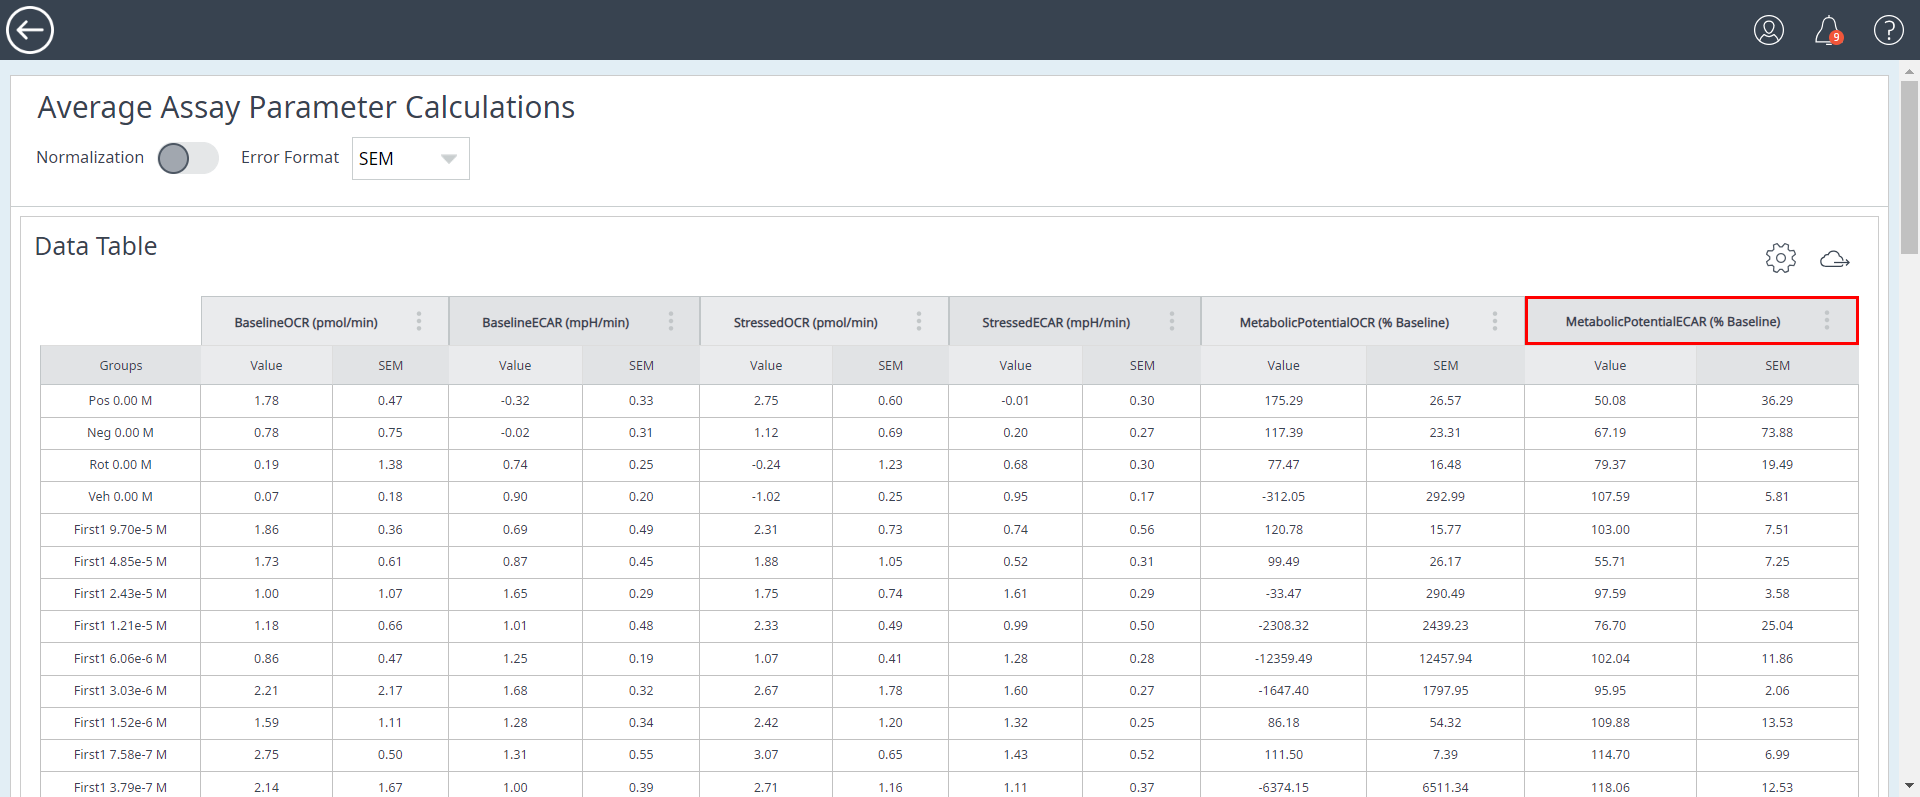 9
Average Assay Parameter Calculations
Normalization Error Format SEM
Data Table
BaselineOCR (pmol/min) BaselineECAR (mpH/min) StressedOCR (pmol/min) StressedECAR (mpH/min) MetabolicPotentialOCR (% Baseline) MetabolicPotentialECAR (% Baseline)
Groups Value SEM Value SEM Value SEM Value SEM Value SEM Value SEM
Pos 0.00 M 1.78 0.47 -0.32 0.33 2.75 0.60 -0.01 0.30 175.29 26.57 50.08 36.29
Neg 0.00 M 0.78 0.75 -0.02 0.31 1.12 0.69 0.20 0.27 117.39 23.31 67.19 73.88
Rot 0.00 M 0.19 1.38 0.74 0.25 -0.24 1.23 0.68 0.30 77.47 16.48 79.37 19.49
Veh 0.00 M 0.07 0.18 0.90 0.20 -1.02 0.25 0.95 0.17 -312.05 292.99 107.59 5.81
First1 9.70e-5 M 1.86 0.36 0.69 0.49 2.31 0.73 0.74 0.56 120.78 15.77 103.00 7.51
First1 4.85e-5 M 1.73 0.61 0.87 0.45 1.88 1.05 0.52 0.31 99.49 26.17 55.71 7.25
First1 2.43e-5 M 1.00 1.07 1.65 0.29 1.75 0.74 1.61 0.29 -33.47 290.49 97.59 3.58
First1 1.21e-5 M 1.18 0.66 1.01 0.48 2.33 0.49 0.99 0.50 -2308.32 2439.23 76.70 25.04
First1 6.06e-6 M 0.86 0.47 1.25 0.19 1.07 0.41 1.28 0.28 -12359.49 12457.94 102.04 11.86
First1 3.03e-6 M 2.21 2.17 1.68 0.32 2.67 1.78 1.60 0.27 -1647.40 1797.95 95.95 2.06
First1 1.52e-6 M 1.59 1.11 1.28 0.34 2.42 1.20 1.32 0.25 86.18 54.32 109.88 13.53
First1 7.58e-7 M 2.75 0.50 1.31 0.55 3.07 0.65 1.43 0.52 111.50 7.39 114.70 6.99
First1 3.79e-7 M 2.14 1.67 1.00 0.39 2.71 1.16 1.11 0.37 -6374.15 6511.34 118.06 12.53